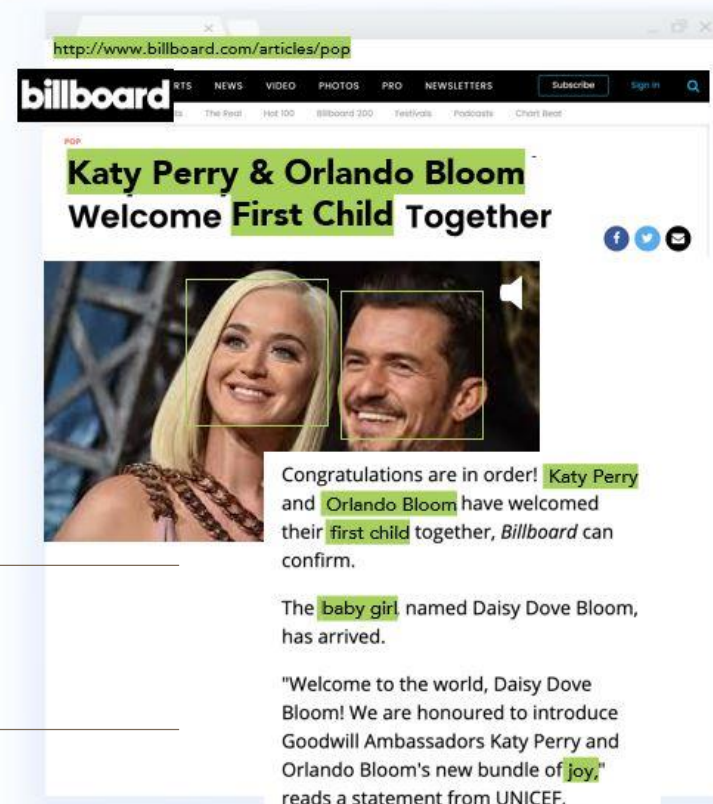 http://www.billboard.com/articles/pop
billboard
RTS NEWS VIDEO PHOTOS PRO NEWSLETTERS Subscribe Sign In
The Real Hot 100 Billboard 200 Festivals Podcasts Chart Beat
POP
Katy Perry & Orlando Bloom
Welcome First Child Together
Congratulations are in order! Katy Perry
and Orlando Bloom have welcomed
their first child together, Billboard can
confirm.
The baby girl named Daisy Dove Bloom,
has arrived.
"Welcome to the world, Daisy Dove
Bloom! We are honoured to introduce
Goodwill Ambassadors Katy Perry and
Orlando Bloom's new bundle of joy,"
reads a statement from UNICEF.